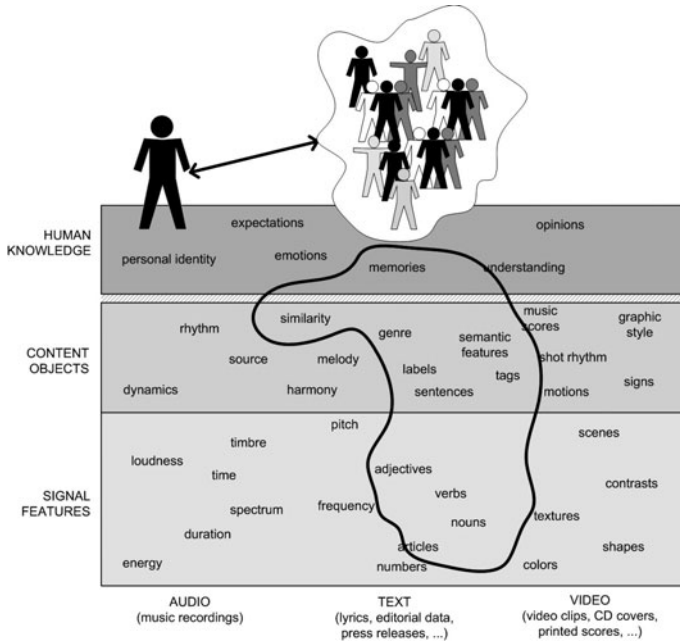 expectations
opinions
HUMAN
KNOWLEDGE
personal identity
emotions
memories
understanding
rhythm
similarity
genre
semantic
features
music
scores
graphic
style
CONTENT
OBJECTS
source
melody
labels
tags
shot rhythm
dynamics
harmony
sentences
motions
signs
pitch
timbre
scenes
loudness
time
adjectives
contrasts
SIGNAL
FEATURES
spectrum
frequency
verbs
nouns
textures
duration
articles
shapes
energy
numbers
colors
AUDIO
(music recordings)
TEXT
(lyrics, editorial data,
press releases, ...)
VIDEO
(video clips, CD covers,
printed scores, ...)